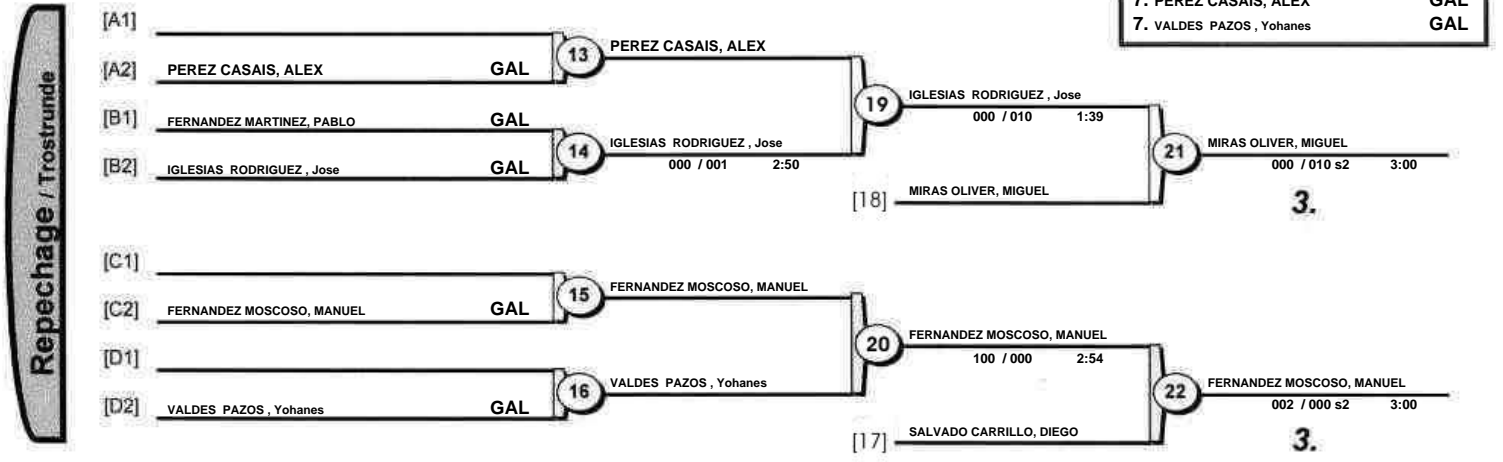 7. PEREZ CASAIS, ALEX GAL
7. VALDES PAZOS , Yohanes GAL
Repechage / Trostrunde
[A1]
13 PEREZ CASAIS, ALEX
[A2] PEREZ CASAIS, ALEX GAL
19 IGLESIAS RODRIGUEZ , Jose
000 / 010 1:39
[B1] FERNANDEZ MARTINEZ, PABLO GAL
14 IGLESIAS RODRIGUEZ , Jose
000 / 001 2:50
21 MIRAS OLIVER, MIGUEL
000 / 010 s2 3:00
[B2] IGLESIAS RODRIGUEZ , Jose GAL
[18] MIRAS OLIVER, MIGUEL
3.
[C1]
15 FERNANDEZ MOSCOSO, MANUEL
[C2] FERNANDEZ MOSCOSO, MANUEL GAL
20 FERNANDEZ MOSCOSO, MANUEL
100 / 000 2:54
[D1]
16 VALDES PAZOS , Yohanes
22 FERNANDEZ MOSCOSO, MANUEL
002 / 000 s2 3:00
[D2] VALDES PAZOS , Yohanes GAL
[17] SALVADO CARRILLO, DIEGO
3.